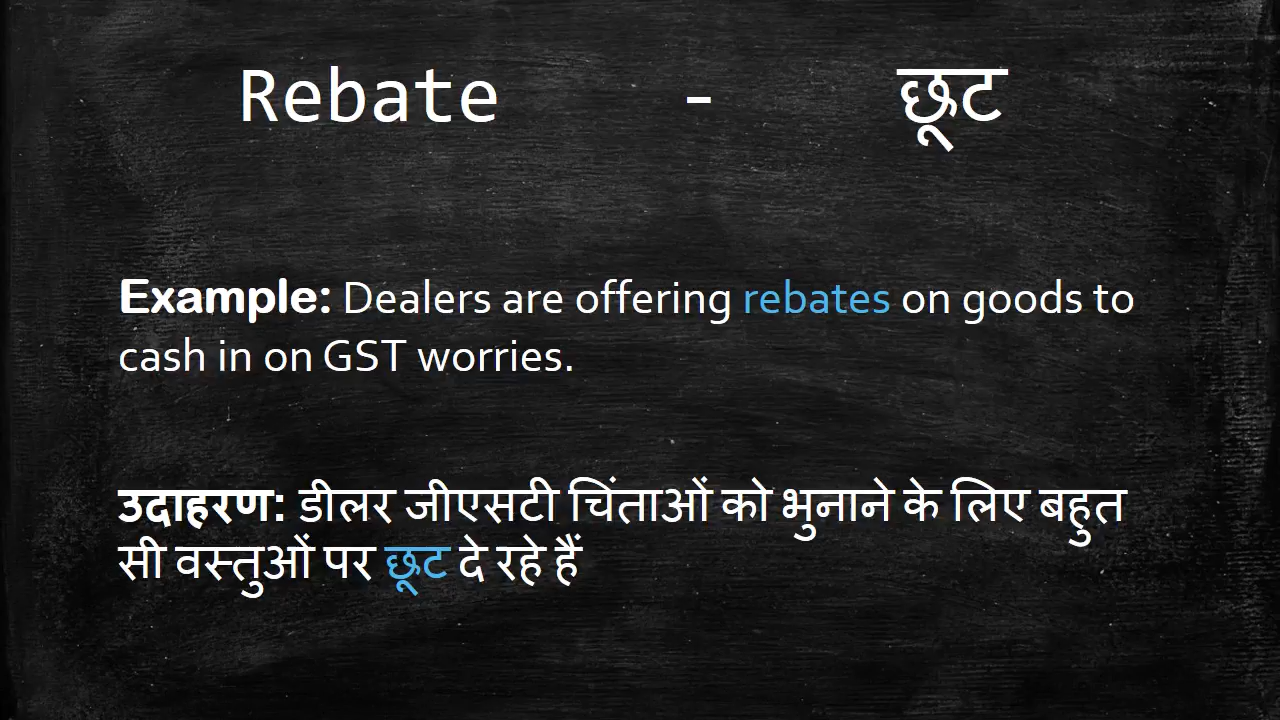 Rebate - छूट
Example: Dealers are offering rebates on goods to
cash in on GST worries.
उदाहरण: डीलर जीएसटी चिंताओं को भुनाने के लिए बहुत
सी वस्तुओं पर छूट दे रहे हैं